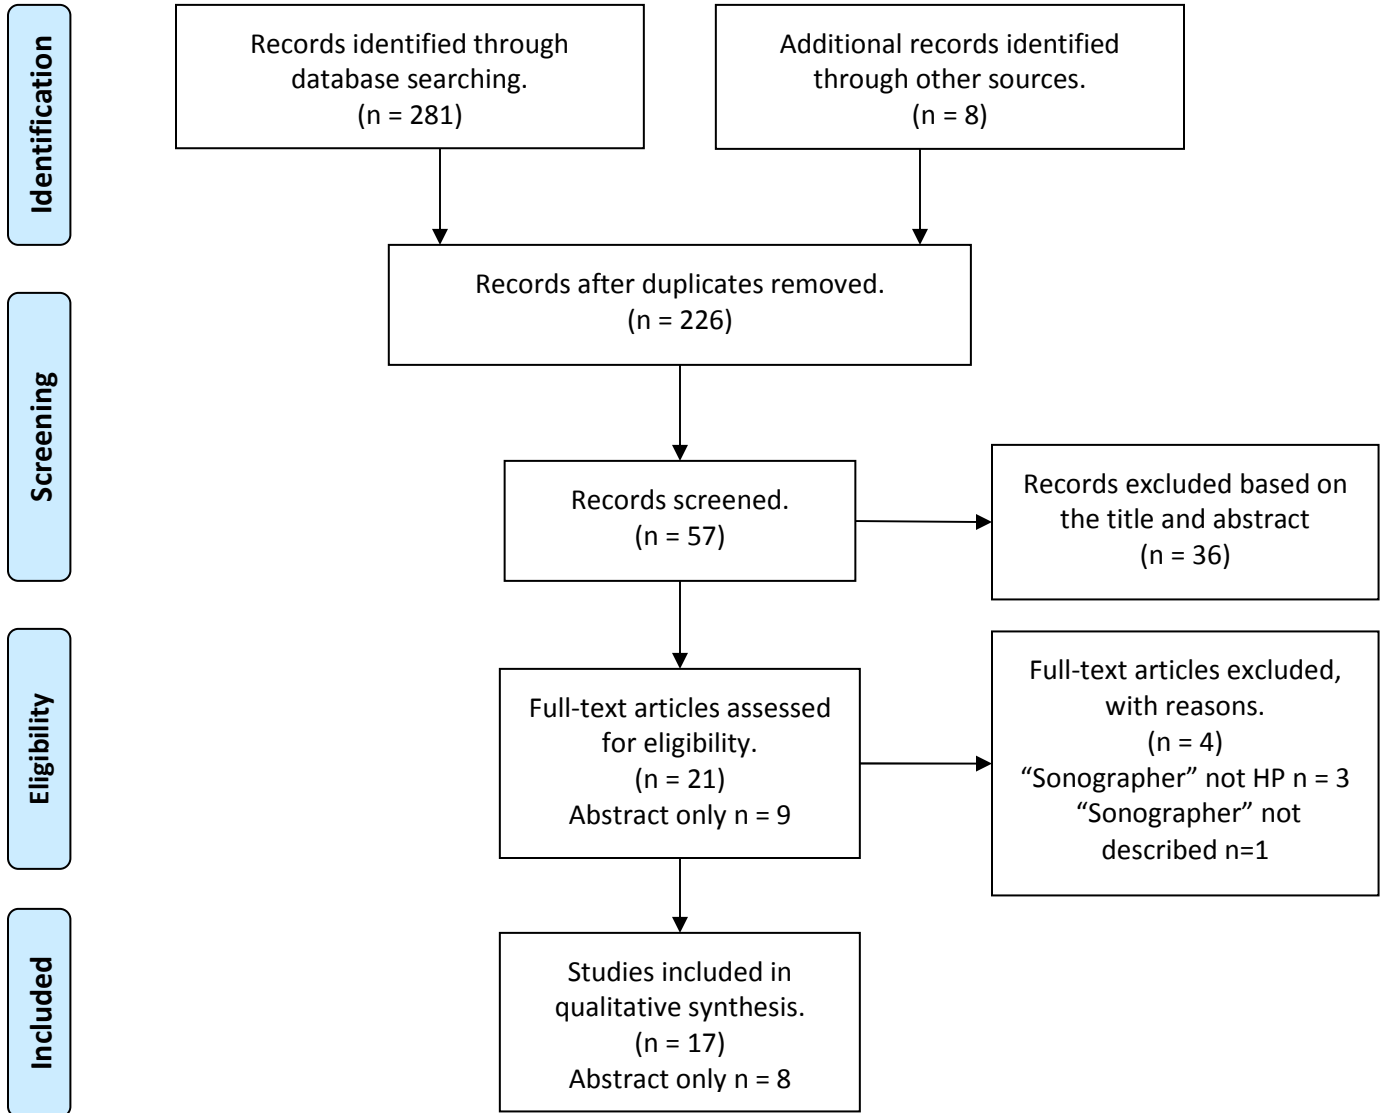 Identification
Records identified through
database searching.
(n = 281)
Additional records identified
through other sources.
(n = 8)
Records after duplicates removed.
(n = 226)
Screening
Records screened.
(n = 57)
Records excluded based on
the title and abstract
(n = 36)
Eligibility
Full-text articles assessed
for eligibility.
(n = 21)
Abstract only n = 9
Full-text articles excluded,
with reasons.
(n = 4)
“Sonographer” not HP n = 3
“Sonographer” not
described n=1
Included
Studies included in
qualitative synthesis.
(n = 17)
Abstract only n = 8